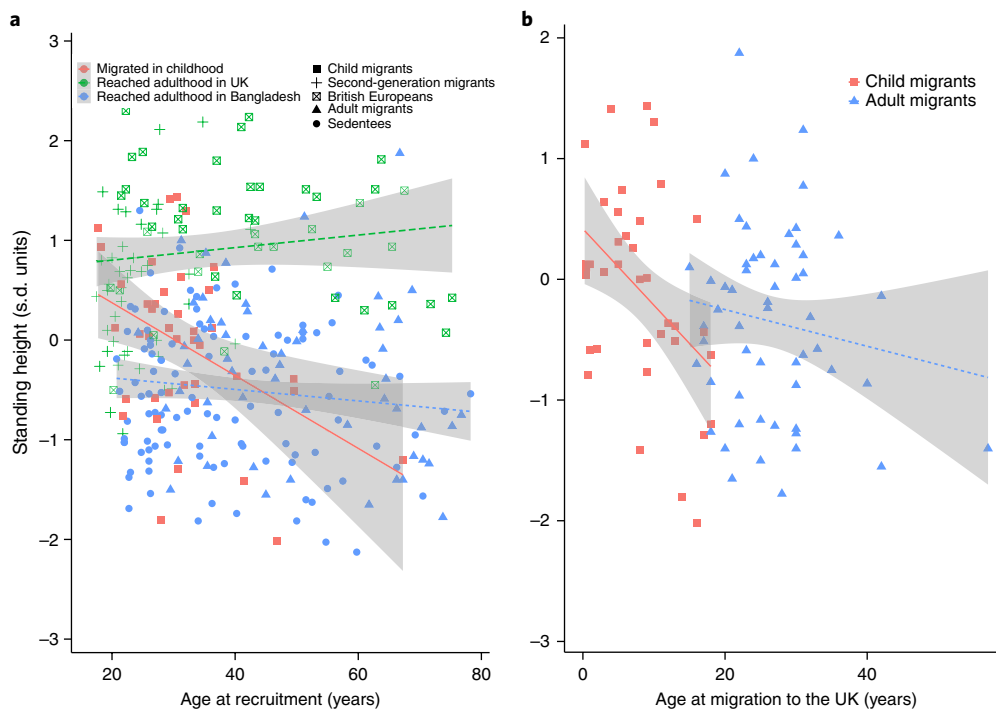 a
b
Migrated in childhood
Reached adulthood in UK
Reached adulthood in Bangladesh
Child migrants
Second-generation migrants
British Europeans
Adult migrants
Sedentees
3
2
1
0
–1
–2
–3
Standing height (s.d. units)
20
40
60
80
Age at recruitment (years)
Child migrants
Adult migrants
2
1
0
–1
–2
–3
0
20
40
Age at migration to the UK (years)